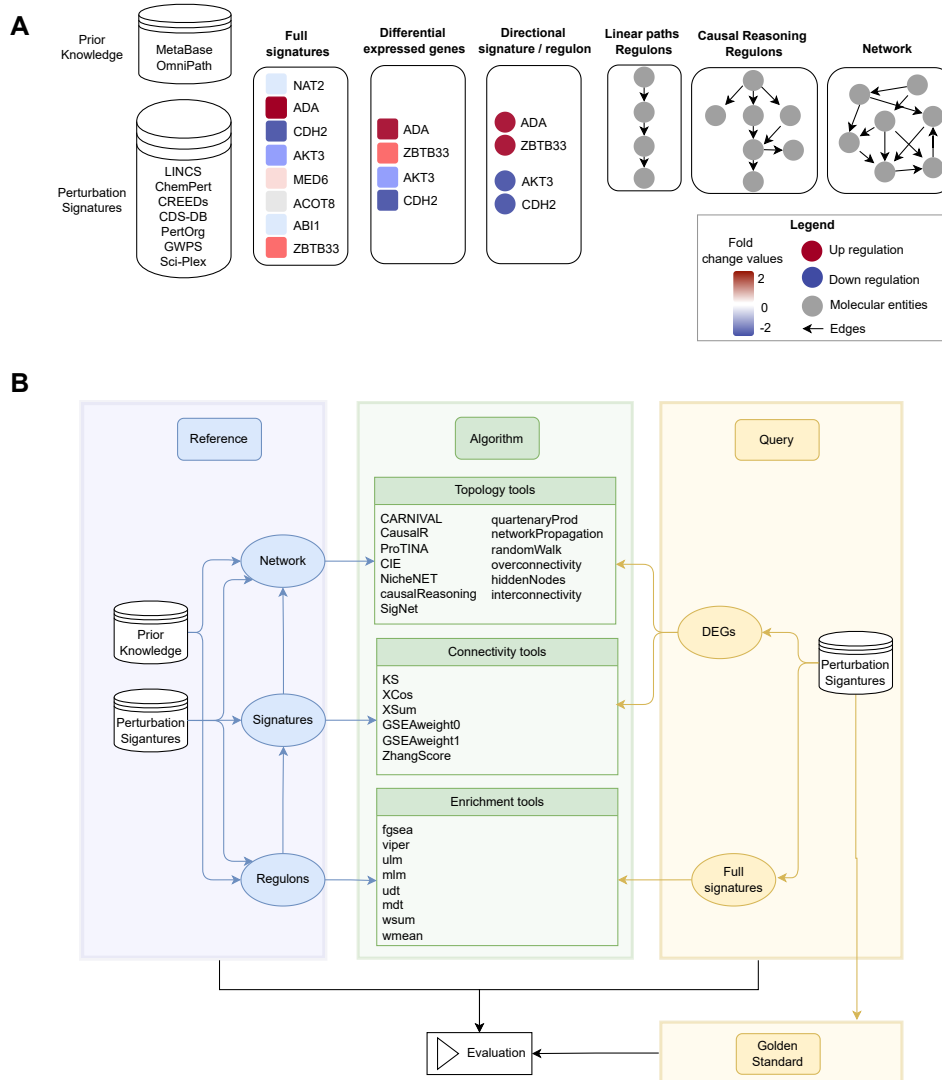 A
Prior
Knowledge
MetaBase
OmniPath
Perturbation
Signatures
LINCS
ChemPert
CREEDs
CDS-DB
PertOrg
GWPS
Sci-Plex
Full
signatures
NAT2
ADA
CDH2
AKT3
MED6
ACOT8
ABI1
ZBTB33
Differential
expressed genes
ADA
ZBTB33
AKT3
CDH2
Directional
signature / regulon
ADA
ZBTB33
AKT3
CDH2
Linear paths
Regulons
Causal Reasoning
Regulons
Network
Legend
Fold
change values
2
0
-2
Up regulation
Down regulation
Molecular entities
Edges
B
Reference
Algorithm
Query
Network
Prior
Knowledge
Perturbation
Sigantures
Signatures
Regulons
Topology tools
CARNIVAL
CausalR
ProTINA
CIE
NicheNET
causalReasoning
SigNet
quartenaryProd
networkPropagation
randomWalk
overconnectivity
hiddenNodes
interconnectivity
Connectivity tools
KS
XCos
XSum
GSEAweight0
GSEAweight1
ZhangScore
Enrichment tools
fgsea
viper
ulm
mlm
udt
mdt
wsum
wmean
DEGs
Perturbation
Sigantures
Full
signatures
Evaluation
Golden
Standard